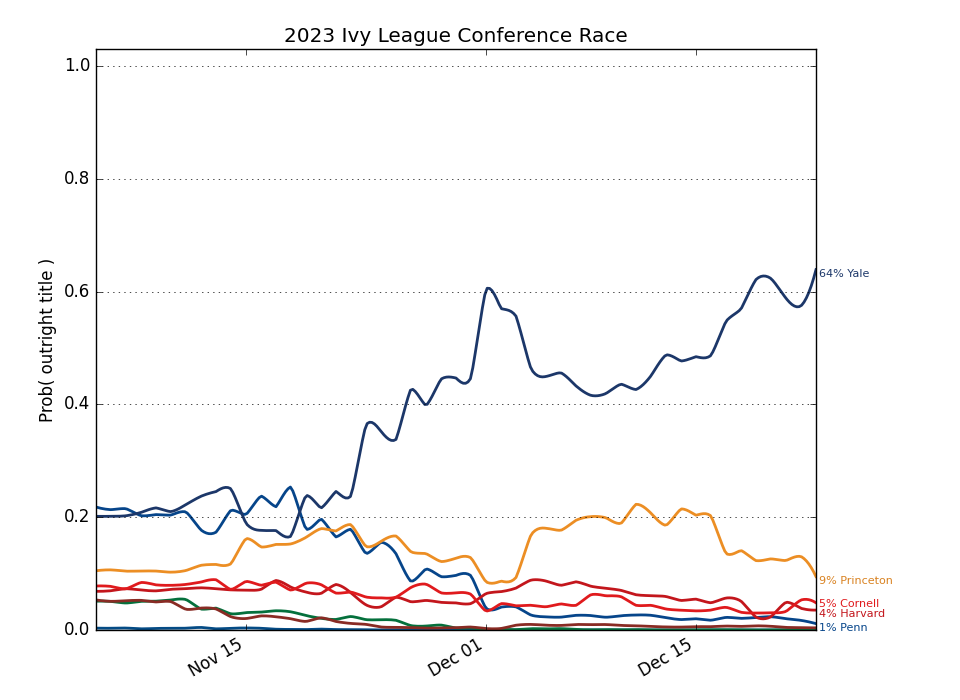 2023 Ivy League Conference Race
Prob( outright title )
1.0
0.8
0.6
0.4
0.2
0.0
Nov 15
Dec 01
Dec 15
64% Yale
9% Princeton
5% Cornell
4% Harvard
1% Penn